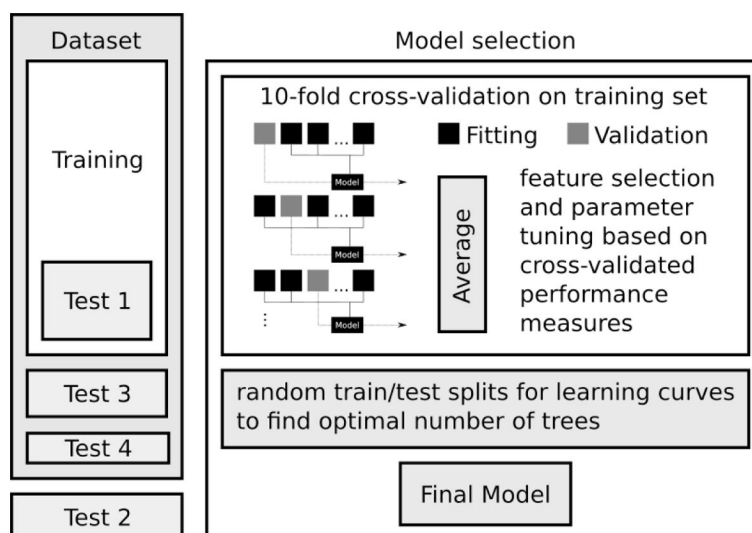 Dataset
Training
Test 1
Test 3
Test 4
Test 2
Model selection
10-fold cross-validation on training set
Fitting
Validation
...
Model
...
Model
...
Model
⋮
Average
feature selection
and parameter
tuning based on
cross-validated
performance
measures
random train/test splits for learning curves
to find optimal number of trees
Final Model